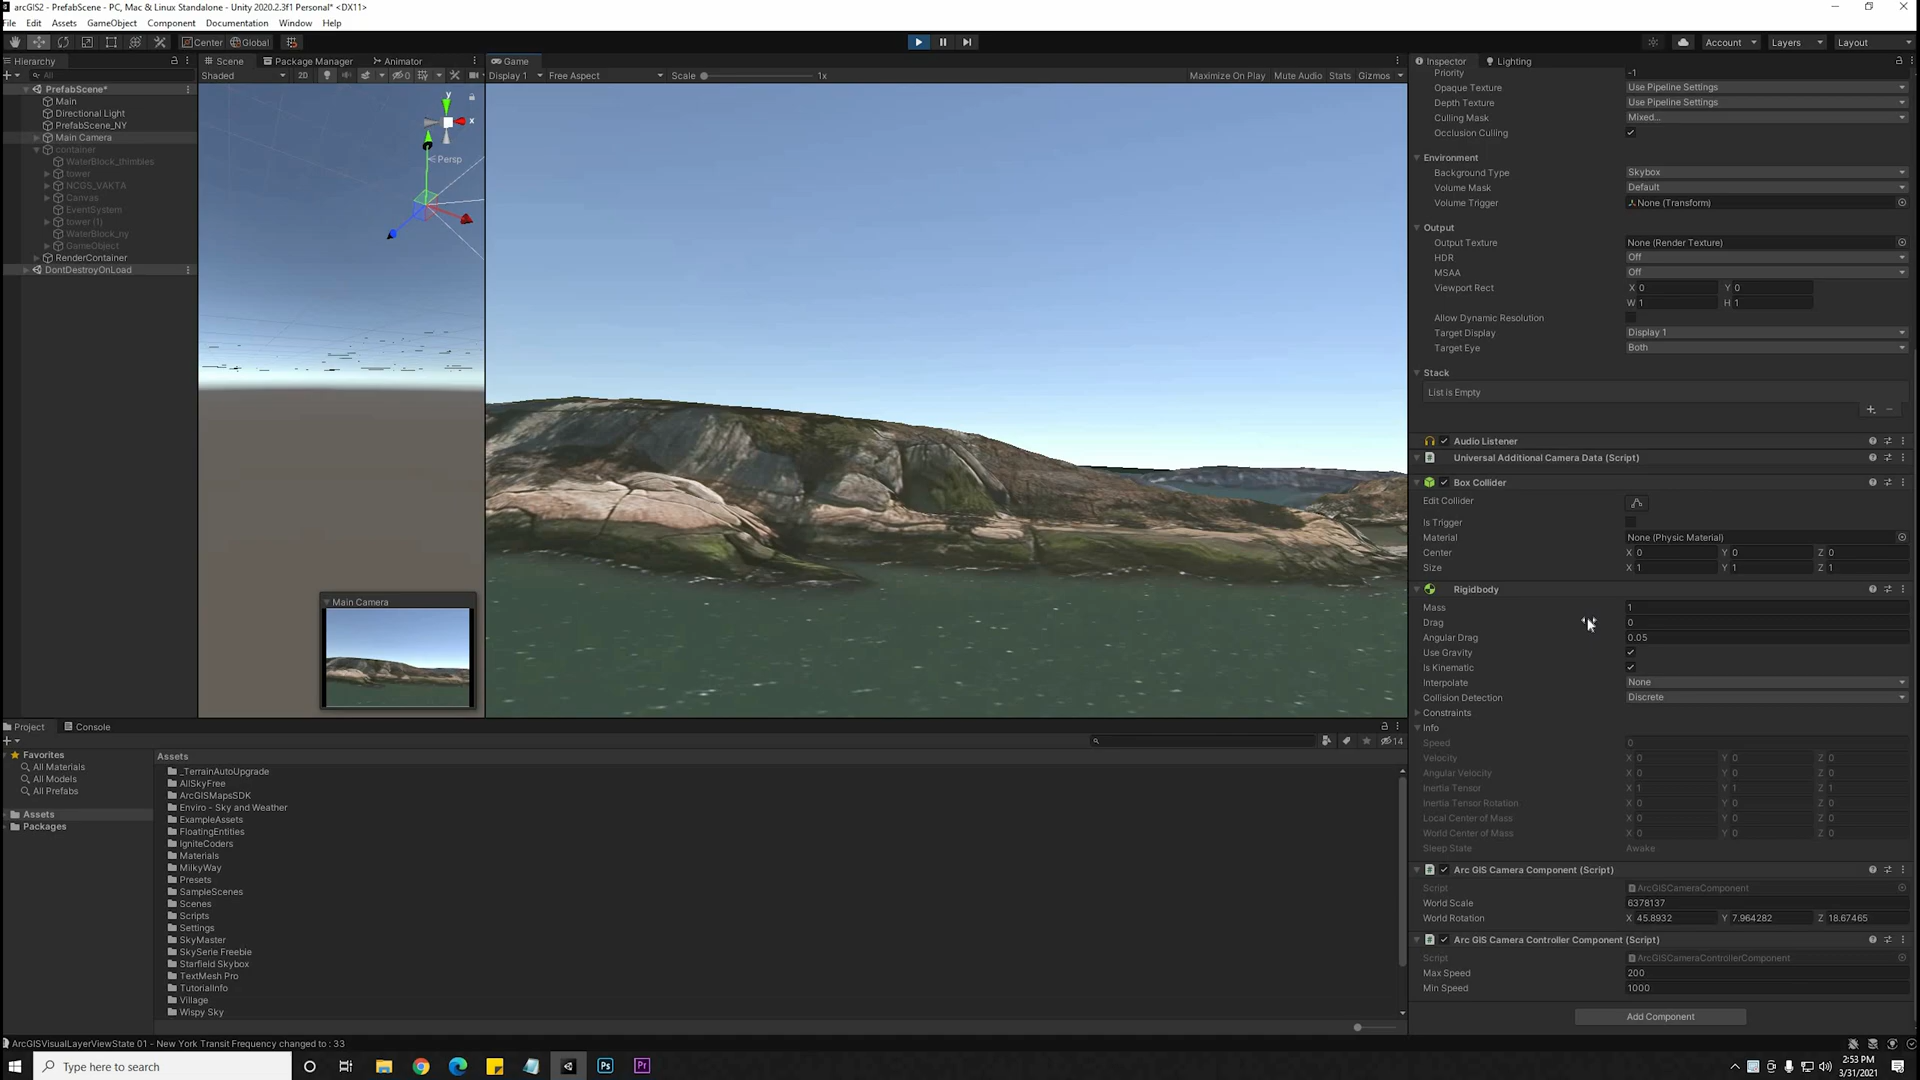 arcGIS2 - PrefabScene - PC, Mac & Linux Standalone - Unity 2020.2.3f1 Personal* <DX11>
File Edit Assets GameObject Component Documentation Window Help
Center Global
Account Layers Layout
Hierarchy
All
PrefabScene*
Main
Directional Light
PrefabScene_NY
Main Camera
container
WaterBlock_thimbles
tower
NCGS_VAKTA
Canvas
EventSystem
tower (1)
WaterBlock_ny
GameObject
RenderContainer
DontDestroyOnLoad
Scene Package Manager Animator
Shaded 2D
y
x
Persp
Main Camera
Game
Display 1 Free Aspect Scale 1x Maximize On Play Mute Audio Stats Gizmos
Inspector Lighting
Priority -1
Opaque Texture Use Pipeline Settings
Depth Texture Use Pipeline Settings
Culling Mask Mixed...
Occlusion Culling
Environment
Background Type Skybox
Volume Mask Default
Volume Trigger None (Transform)
Output
Output Texture None (Render Texture)
HDR Off
MSAA Off
Viewport Rect X 0 Y 0
W 1 H 1
Allow Dynamic Resolution
Target Display Display 1
Target Eye Both
Stack
List is Empty
Audio Listener
Universal Additional Camera Data (Script)
Box Collider
Edit Collider
Is Trigger
Material None (Physic Material)
Center X 0 Y 0 Z 0
Size X 1 Y 1 Z 1
Rigidbody
Mass 1
Drag 0
Angular Drag 0.05
Use Gravity
Is Kinematic
Interpolate None
Collision Detection Discrete
Constraints
Info
Speed 0
Velocity X 0 Y 0 Z 0
Angular Velocity X 0 Y 0 Z 0
Inertia Tensor X 1 Y 1 Z 1
Inertia Tensor Rotation X 0 Y 0 Z 0
Local Center of Mass X 0 Y 0 Z 0
World Center of Mass X 0 Y 0 Z 0
Sleep State Awake
Arc GIS Camera Component (Script)
Script ArcGISCameraComponent
World Scale 6378137
World Rotation X 45.8932 Y 7.964282 Z 18.67465
Arc GIS Camera Controller Component (Script)
Script ArcGISCameraControllerComponent
Max Speed 200
Min Speed 1000
Add Component
Project Console
14
Favorites
All Materials
All Models
All Prefabs
Assets
Packages
Assets
_TerrainAutoUpgrade
AllSkyFree
ArcGISMapsSDK
Enviro - Sky and Weather
ExampleAssets
FloatingEntities
IgniteCoders
Materials
MilkyWay
Presets
SampleScenes
Scenes
Scripts
Settings
SkyMaster
SkySerie Freebie
Starfield Skybox
TextMesh Pro
TutorialInfo
Village
Wispy Sky
ArcGISVisualLayerViewState 01 - New York Transit Frequency changed to : 33
Type here to search
Ps
Pr
2:53 PM
3/31/2021